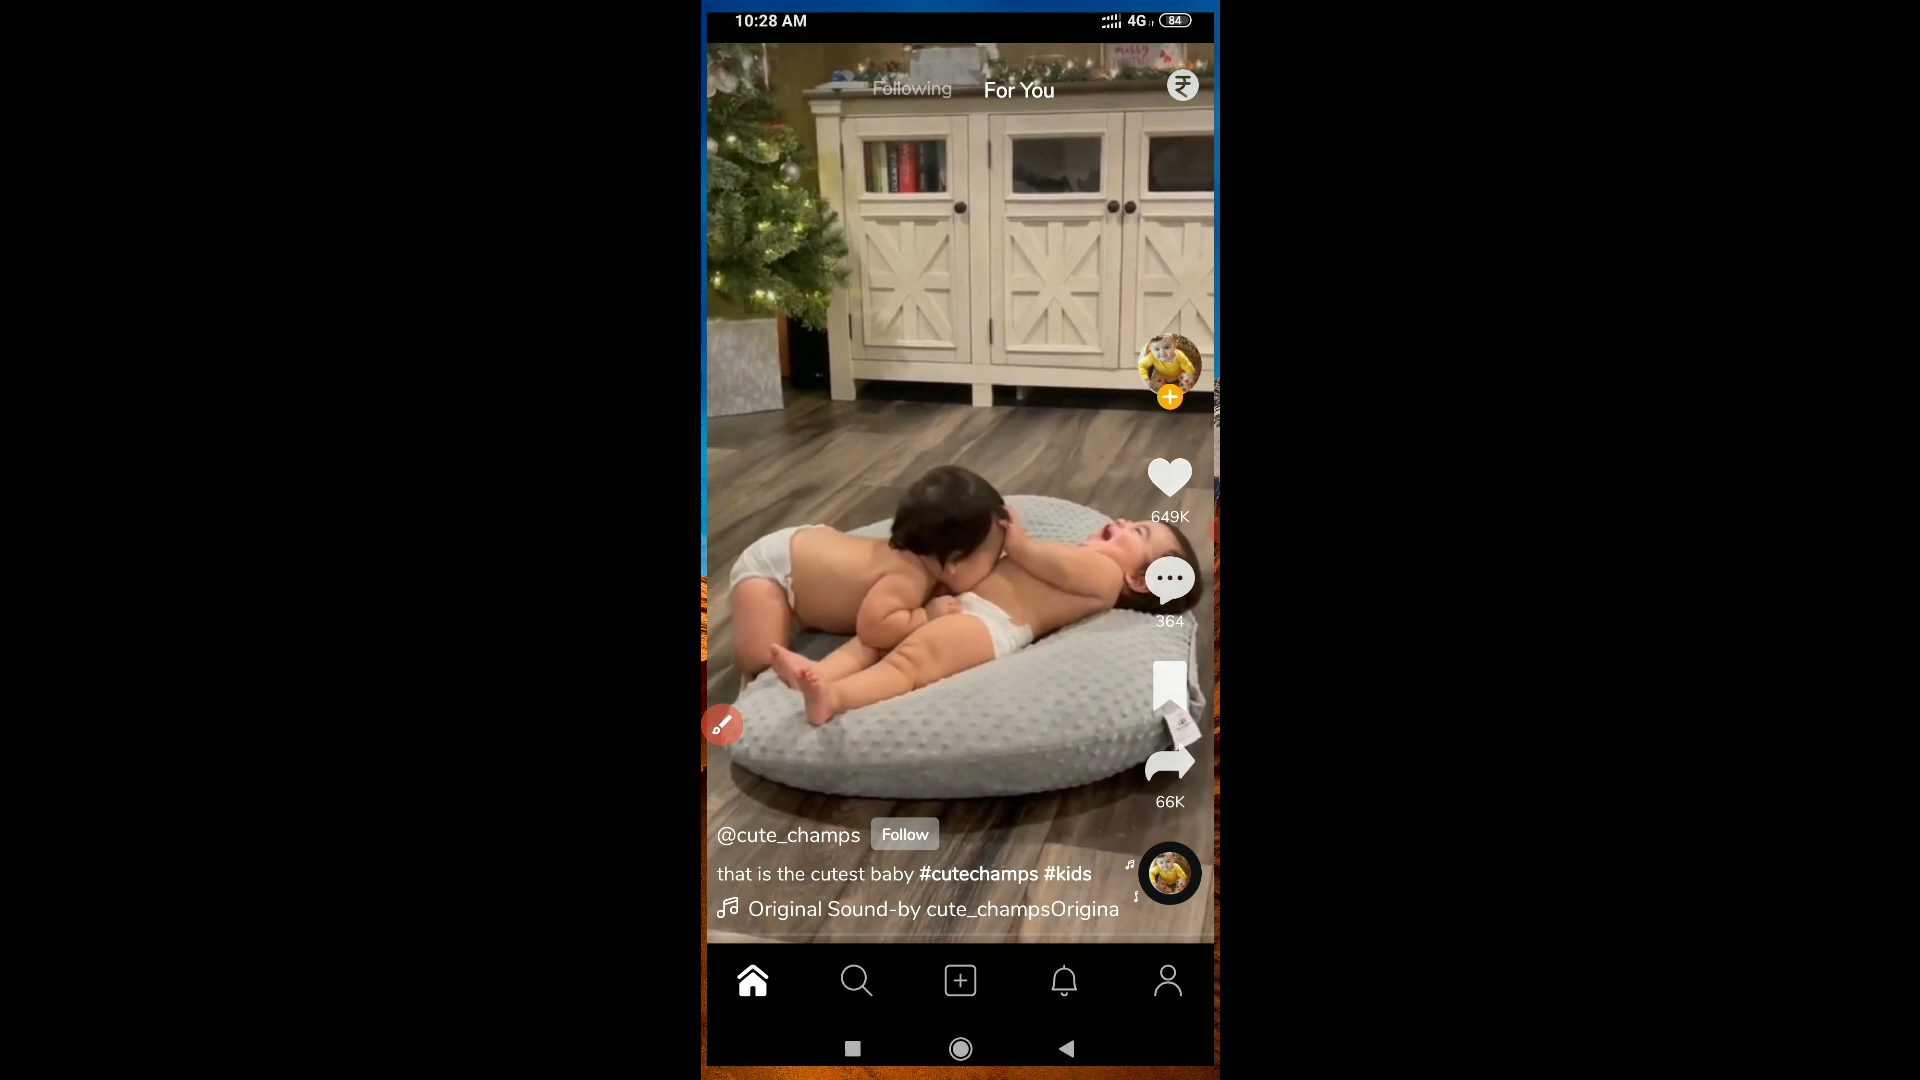 10:28 AM
4G
84
Following
For You
₹
649K
364
66K
@cute_champs
Follow
that is the cutest baby #cutechamps #kids
Original Sound-by cute_champsOrigina